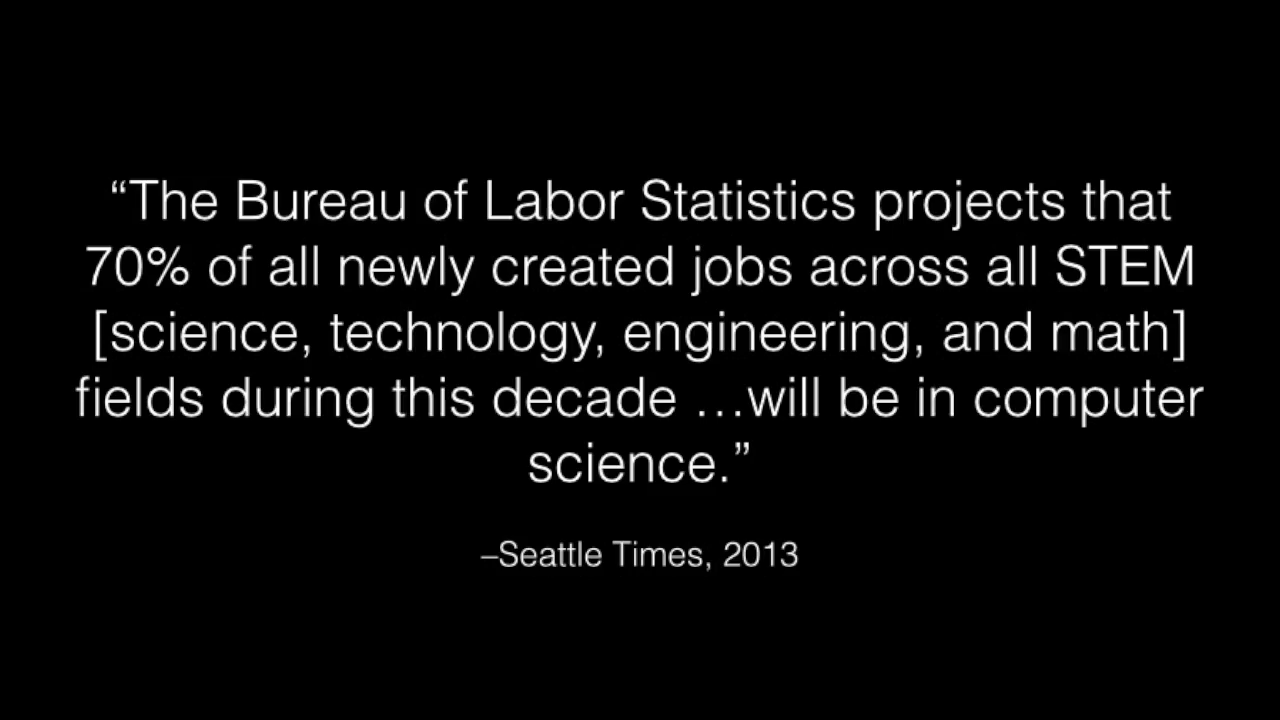 “The Bureau of Labor Statistics projects that
70% of all newly created jobs across all STEM
[science, technology, engineering, and math]
fields during this decade …will be in computer
science.”
–Seattle Times, 2013